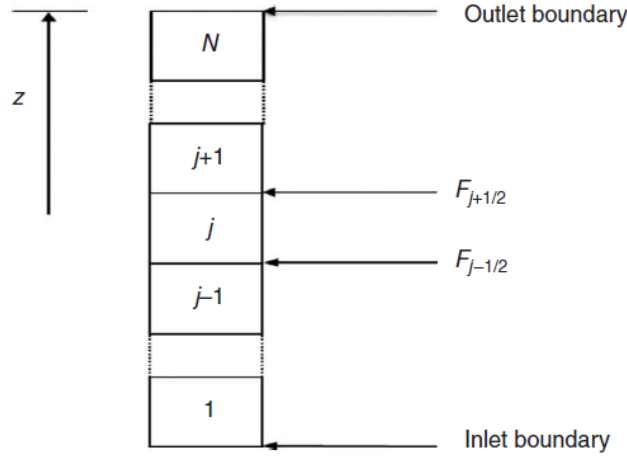 Outlet boundary
N
z
j+1
F_{j+1/2}
j
F_{j–1/2}
j–1
1
Inlet boundary